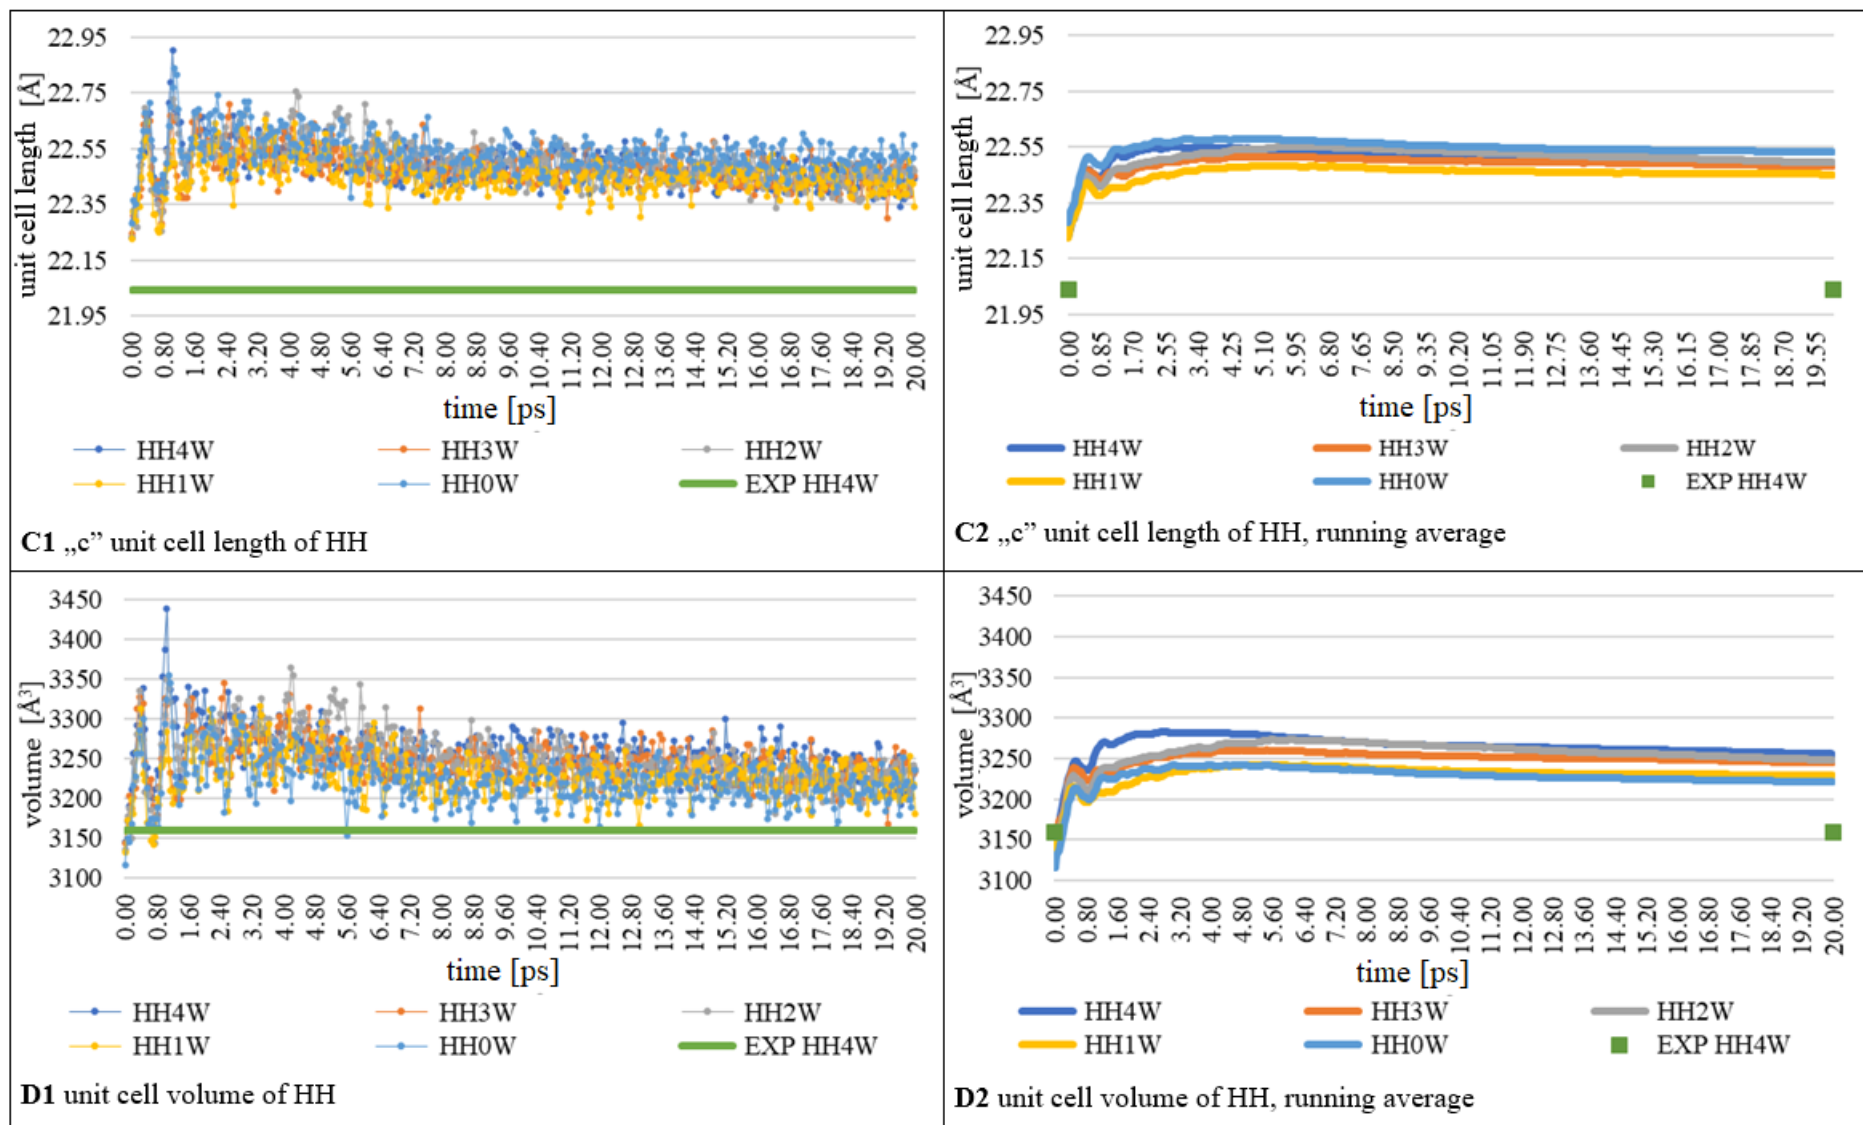 22.95
22.75
22.55
22.35
22.15
21.95
unit cell length [Å]
0.00 0.80 1.60 2.40 3.20 4.00 4.80 5.60 6.40 7.20 8.00 8.80 9.60 10.40 11.20 12.00 12.80 13.60 14.40 15.20 16.00 16.80 17.60 18.40 19.20 20.00
time [ps]
HH4W HH3W HH2W
HH1W HH0W EXP HH4W
C1 „c” unit cell length of HH
22.95
22.75
22.55
22.35
22.15
21.95
unit cell length [Å]
0.00 0.85 1.70 2.55 3.40 4.25 5.10 5.95 6.80 7.65 8.50 9.35 10.20 11.05 11.90 12.75 13.60 14.45 15.30 16.15 17.00 17.85 18.70 19.55
time [ps]
HH4W HH3W HH2W
HH1W HH0W EXP HH4W
C2 „c” unit cell length of HH, running average
3450
3400
3350
3300
3250
3200
3150
3100
volume [Å³]
0.00 0.80 1.60 2.40 3.20 4.00 4.80 5.60 6.40 7.20 8.00 8.80 9.60 10.40 11.20 12.00 12.80 13.60 14.40 15.20 16.00 16.80 17.60 18.40 19.20 20.00
time [ps]
HH4W HH3W HH2W
HH1W HH0W EXP HH4W
D1 unit cell volume of HH
3450
3400
3350
3300
3250
3200
3150
3100
volume [Å³]
0.00 0.80 1.60 2.40 3.20 4.00 4.80 5.60 6.40 7.20 8.00 8.80 9.60 10.40 11.20 12.00 12.80 13.60 14.40 15.20 16.00 16.80 17.60 18.40 19.20 20.00
time [ps]
HH4W HH3W HH2W
HH1W HH0W EXP HH4W
D2 unit cell volume of HH, running average